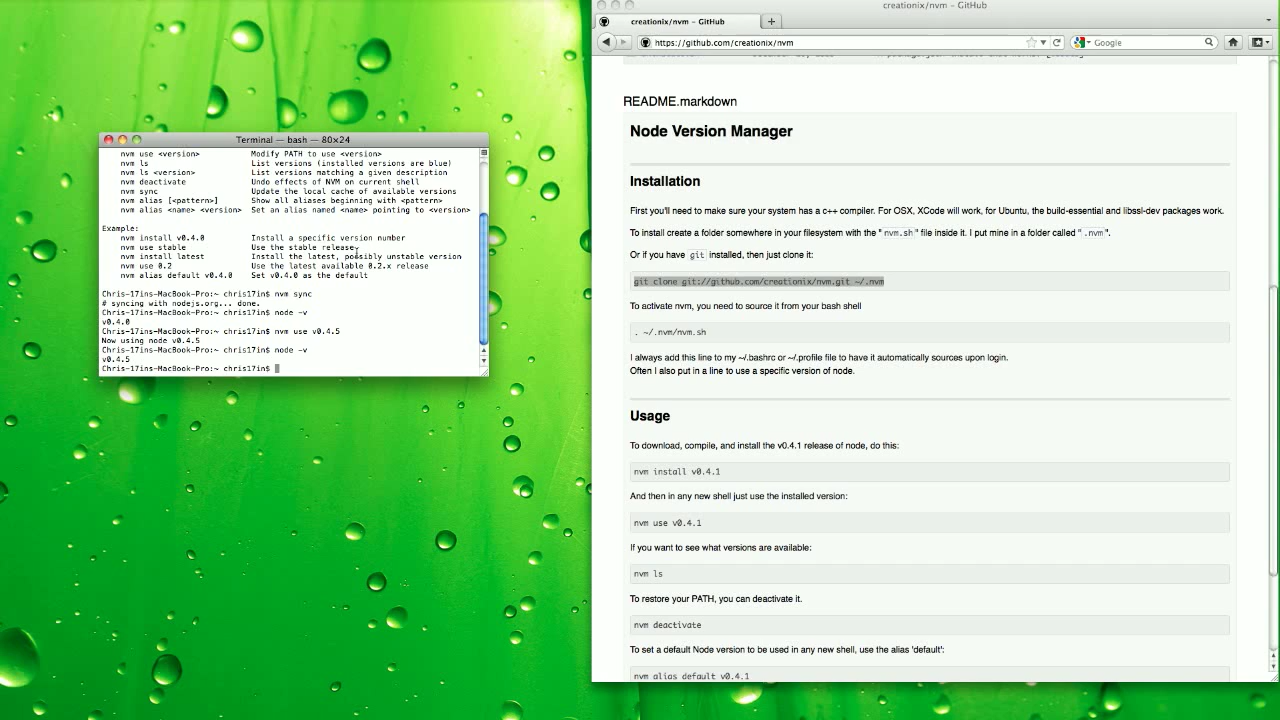 Terminal — bash — 80×24
nvm use <version> Modify PATH to use <version>
nvm ls List versions (installed versions are blue)
nvm ls <version> List versions matching a given description
nvm deactivate Undo effects of NVM on current shell
nvm sync Update the local cache of available versions
nvm alias [<pattern>] Show all aliases beginning with <pattern>
nvm alias <name> <version> Set an alias named <name> pointing to <version>
Example:
nvm install v0.4.0 Install a specific version number
nvm use stable Use the stable release
nvm install latest Install the latest, possibly unstable version
nvm use 0.2 Use the latest available 0.2.x release
nvm alias default v0.4.0 Set v0.4.0 as the default
Chris-17ins-MacBook-Pro:~ chris17in$ nvm sync
# syncing with nodejs.org... done.
Chris-17ins-MacBook-Pro:~ chris17in$ node -v
v0.4.0
Chris-17ins-MacBook-Pro:~ chris17in$ nvm use v0.4.5
Now using node v0.4.5
Chris-17ins-MacBook-Pro:~ chris17in$ node -v
v0.4.5
Chris-17ins-MacBook-Pro:~ chris17in$
creationix/nvm – GitHub
creationix/nvm – GitHub
https://github.com/creationix/nvm
Google
README.markdown
Node Version Manager
Installation
First you'll need to make sure your system has a c++ compiler. For OSX, XCode will work, for Ubuntu, the build-essential and libssl-dev packages work.
To install create a folder somewhere in your filesystem with the "nvm.sh" file inside it. I put mine in a folder called ".nvm".
Or if you have git installed, then just clone it:
git clone git://github.com/creationix/nvm.git ~/.nvm
To activate nvm, you need to source it from your bash shell
. ~/.nvm/nvm.sh
I always add this line to my ~/.bashrc or ~/.profile file to have it automatically sources upon login.
Often I also put in a line to use a specific version of node.
Usage
To download, compile, and install the v0.4.1 release of node, do this:
nvm install v0.4.1
And then in any new shell just use the installed version:
nvm use v0.4.1
If you want to see what versions are available:
nvm ls
To restore your PATH, you can deactivate it.
nvm deactivate
To set a default Node version to be used in any new shell, use the alias 'default':
nvm alias default v0.4.1